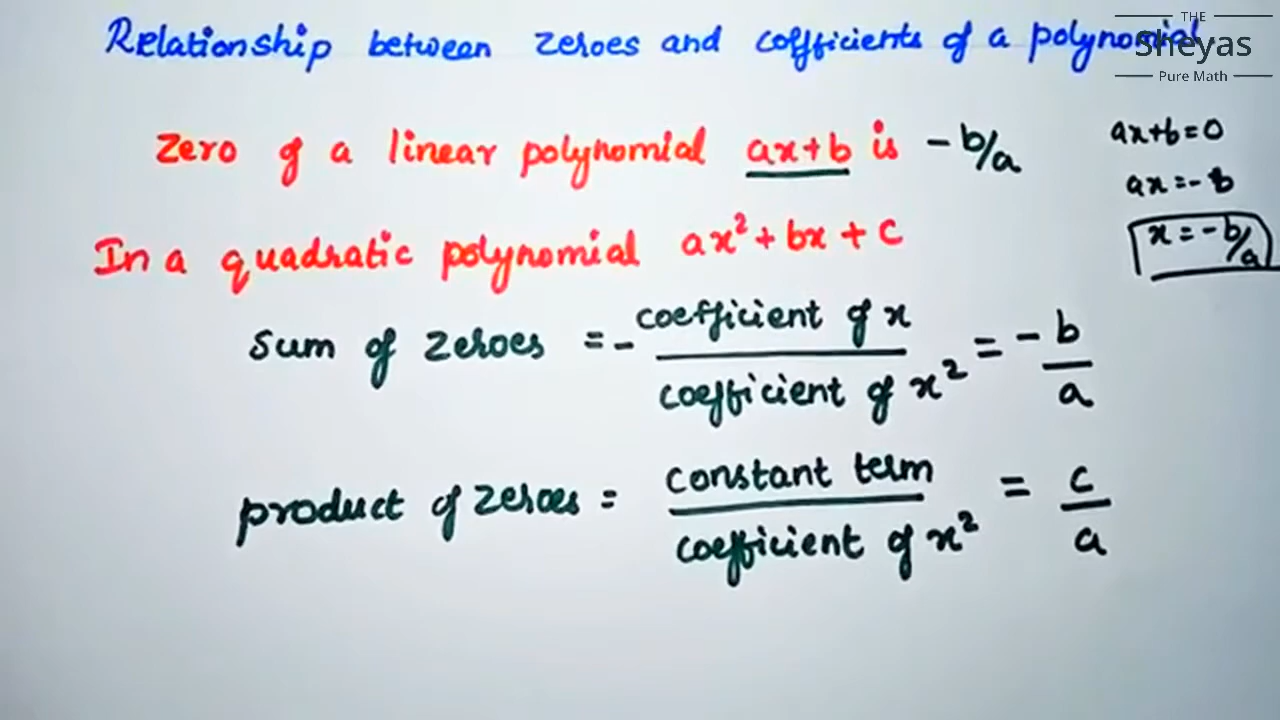 Relationship between zeroes and coefficients of a polynomial.
THE
Sheyas
Pure Math
zero of a linear polynomial ax+b is -b/a
ax+b=0
ax=-b
x=-b/a
In a quadratic polynomial ax²+bx+c
sum of zeroes = - coefficient of x / coefficient of x² = - b/a
product of zeroes = constant term / coefficient of x² = c/a